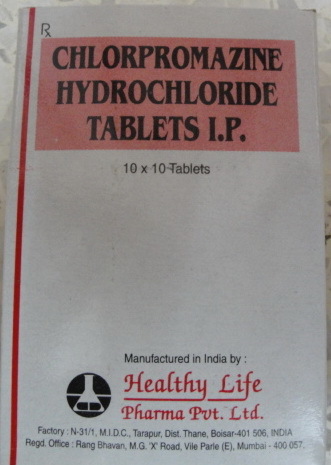 Rx
CHLORPROMAZINE
HYDROCHLORIDE
TABLETS I.P.
10 x 10 Tablets
Manufactured in India by :
Healthy Life
Pharma Pvt. Ltd.
Factory : N-31/1, M.I.D.C., Tarapur, Dist. Thane, Boisar-401 506, INDIA
Regd. Office : Rang Bhavan, M.G. 'X' Road, Vile Parle (E), Mumbai - 400 057.